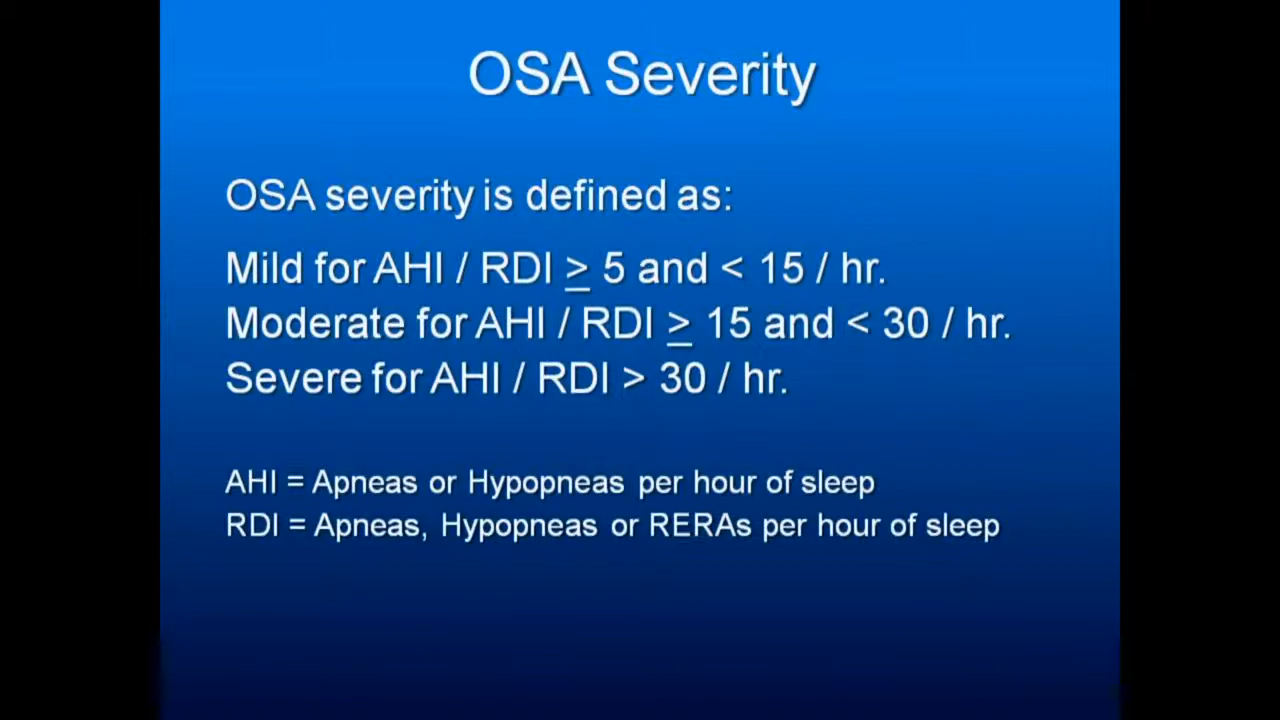 OSA Severity
OSA severity is defined as:
Mild for AHI / RDI ≥ 5 and < 15 / hr.
Moderate for AHI / RDI ≥ 15 and < 30 / hr.
Severe for AHI / RDI > 30 / hr.
AHI = Apneas or Hypopneas per hour of sleep
RDI = Apneas, Hypopneas or RERAs per hour of sleep